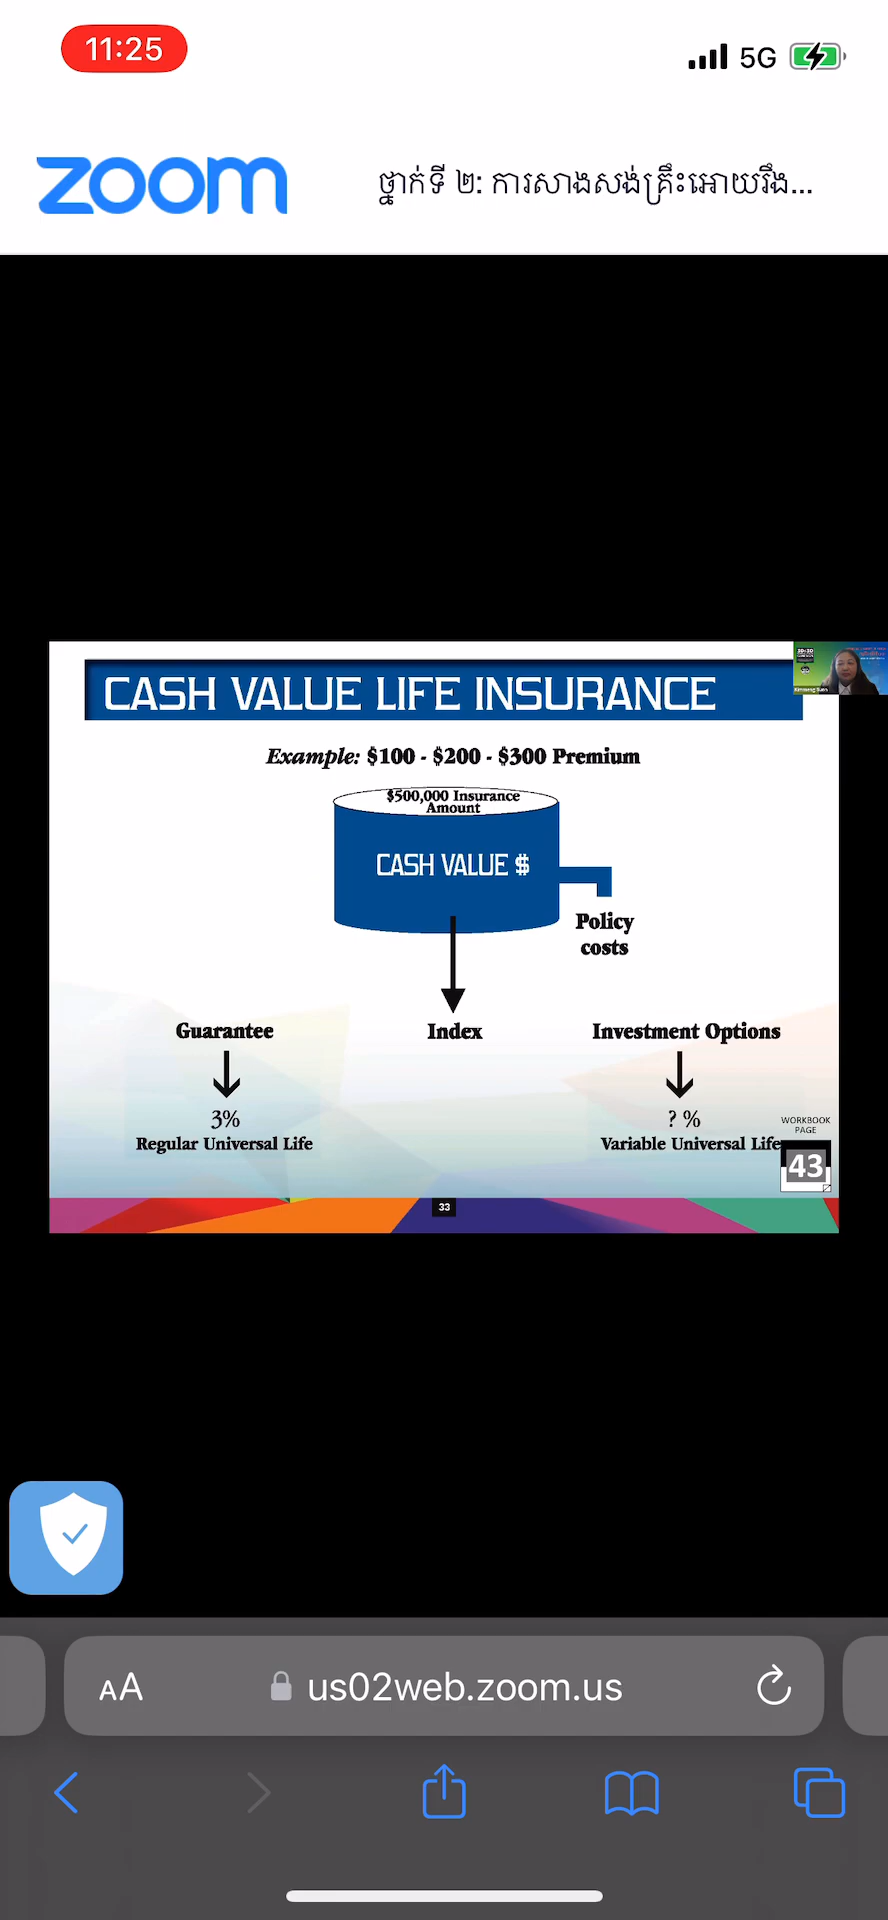 11:25
5G
zoom
ថ្នាក់ទី ២: ការសាងសង់គ្រឹះអោយរឹង...
CASH VALUE LIFE INSURANCE
Example: $100 - $200 - $300 Premium
$500,000 Insurance
Amount
CASH VALUE $
Policy
costs
Guarantee
Index
Investment Options
3%
? %
Regular Universal Life
Variable Universal Life
WORKBOOK
PAGE
43
33
AA
us02web.zoom.us